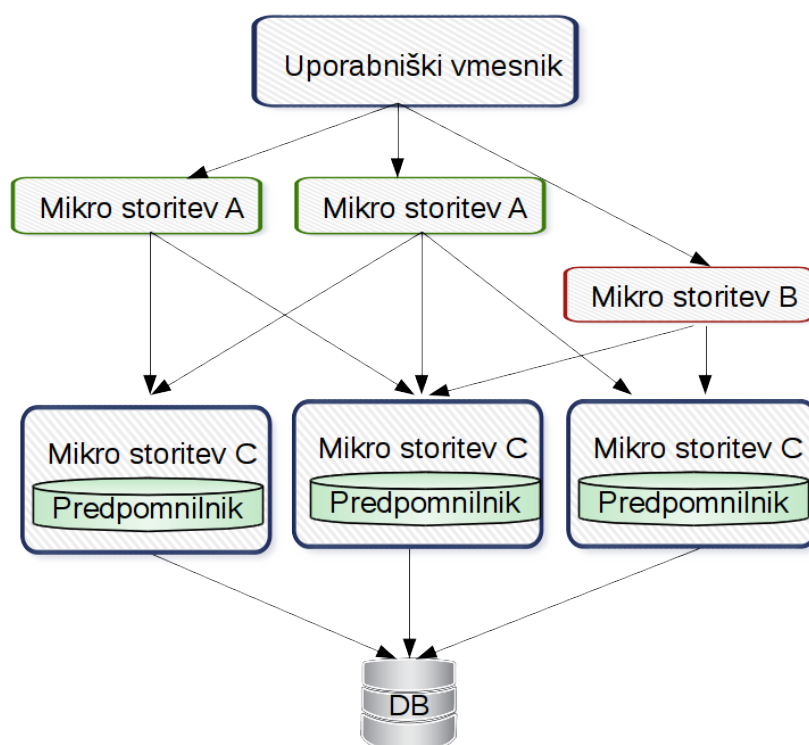 Uporabniški vmesnik
Mikro storitev A
Mikro storitev A
Mikro storitev B
Mikro storitev C
Predpomnilnik
Mikro storitev C
Predpomnilnik
Mikro storitev C
Predpomnilnik
DB